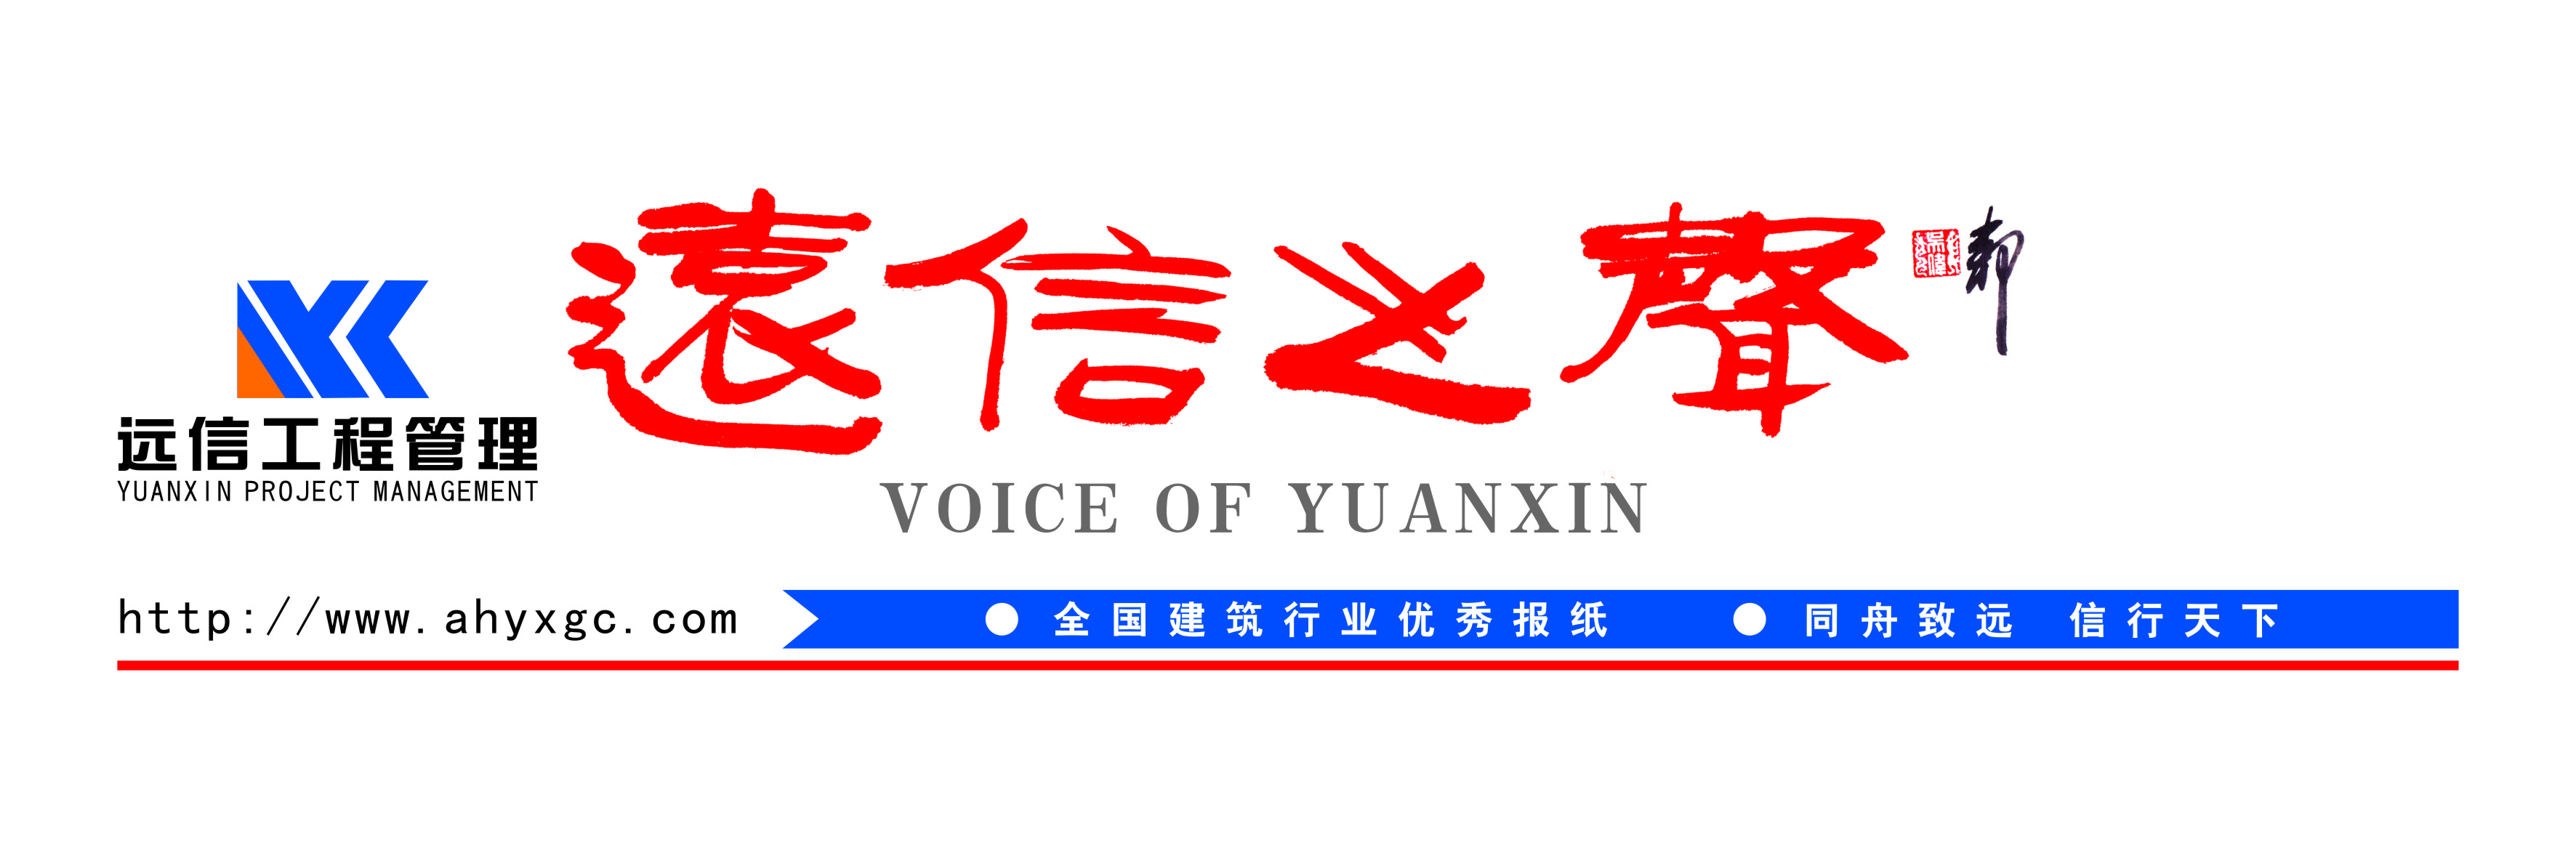 遠信之聲
远信工程管理
YUANXIN PROJECT MANAGEMENT
VOICE OF YUANXIN
http://www.ahyxgc.com
● 全国建筑行业优秀报纸 ● 同舟致远 信行天下